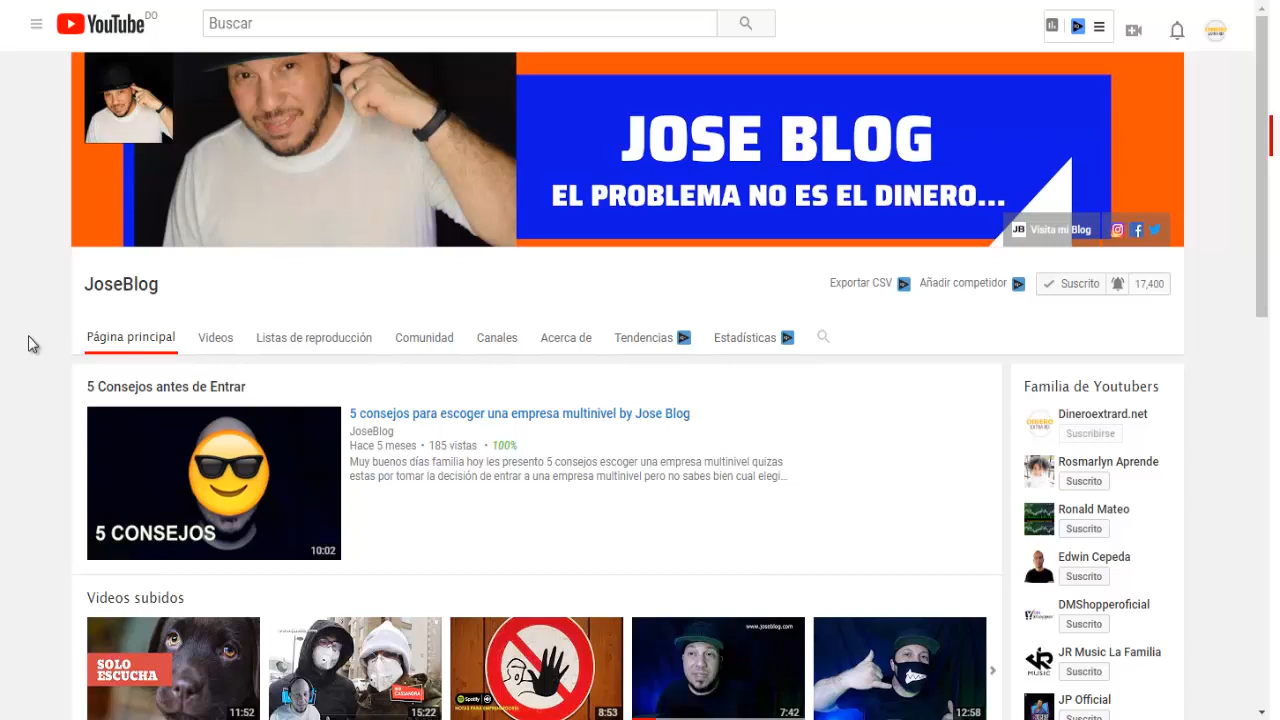 YouTube DO
Buscar
JOSE BLOG
EL PROBLEMA NO ES EL DINERO...
JB Visita mi Blog
JoseBlog
Exportar CSV
Añadir competidor
Suscrito 17,400
Página principal
Videos
Listas de reproducción
Comunidad
Canales
Acerca de
Tendencias
Estadísticas
5 Consejos antes de Entrar
5 CONSEJOS
10:02
5 consejos para escoger una empresa multinivel by Jose Blog
JoseBlog
Hace 5 meses • 185 vistas • 100%
Muy buenos días familia hoy les presento 5 consejos escoger una empresa multinivel quizas
estas por tomar la decisión de entrar a una empresa multinivel pero no sabes bien cual elegi...
Videos subidos
SOLO
ESCUCHA
11:52
15:22
Spotify
8:53
www.joseblog.com
7:42
12:58
Familia de Youtubers
Dineroextrard.net
Suscribirse
Rosmarlyn Aprende
Suscrito
Ronald Mateo
Suscrito
Edwin Cepeda
Suscrito
DMShopperoficial
Suscrito
JR Music La Familia
Suscrito
JR
MUSIC
JP Official
Suscrito